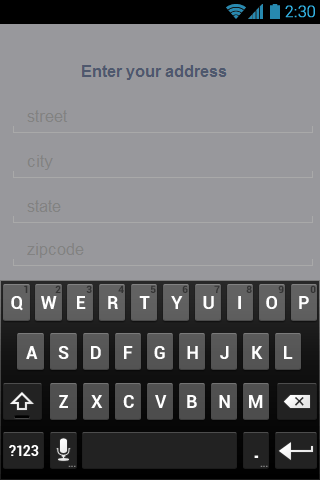 2:30
Enter your address
street
city
state
zipcode
1 2 3 4 5 6 7 8 9 0
Q W E R T Y U I O P
A S D F G H J K L
Z X C V B N M
?123 ... . ...